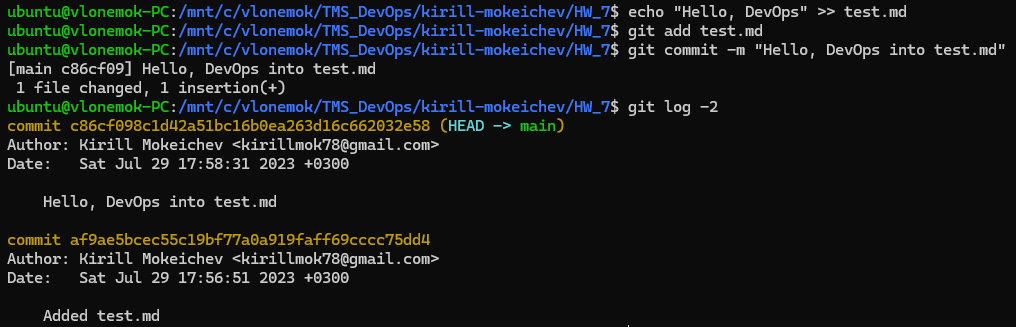 ubuntu@vlonemok-PC:/mnt/c/vlonemok/TMS_DevOps/kirill-mokeichev/HW_7$ echo "Hello, DevOps" >> test.md
ubuntu@vlonemok-PC:/mnt/c/vlonemok/TMS_DevOps/kirill-mokeichev/HW_7$ git add test.md
ubuntu@vlonemok-PC:/mnt/c/vlonemok/TMS_DevOps/kirill-mokeichev/HW_7$ git commit -m "Hello, DevOps into test.md"
[main c86cf09] Hello, DevOps into test.md
 1 file changed, 1 insertion(+)
ubuntu@vlonemok-PC:/mnt/c/vlonemok/TMS_DevOps/kirill-mokeichev/HW_7$ git log -2
commit c86cf098c1d42a51bc16b0ea263d16c662032e58 (HEAD -> main)
Author: Kirill Mokeichev <kirillmok78@gmail.com>
Date:   Sat Jul 29 17:58:31 2023 +0300

    Hello, DevOps into test.md

commit af9ae5bcec55c19bf77a0a919faff69cccc75dd4
Author: Kirill Mokeichev <kirillmok78@gmail.com>
Date:   Sat Jul 29 17:56:51 2023 +0300

    Added test.md